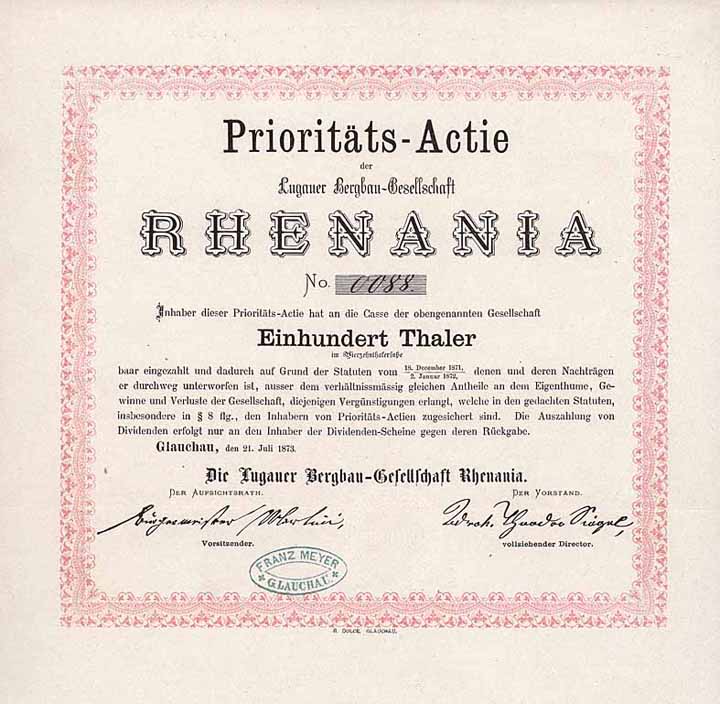 Prioritäts-Actie
der
Lugauer Bergbau-Gesellschaft
RHENANIA
No. 0088.
Inhaber dieser Prioritäts-Actie hat an die Casse der obengenannten Gesellschaft
Einhundert Thaler
im Vierzehnthalerfuße
baar eingezahlt und dadurch auf Grund der Statuten vom 18. December 1871. / 2. Januar 1872. denen und deren Nachträgen
er durchweg unterworfen ist, ausser dem verhältnissmässig gleichen Antheile an dem Eigenthume, Ge-
winne und Verluste der Gesellschaft, diejenigen Vergünstigungen erlangt, welche in den gedachten Statuten,
insbesondere in § 8 flg., den Inhabern von Prioritäts-Actien zugesichert sind. Die Auszahlung von
Dividenden erfolgt nur an den Inhaber der Dividenden-Scheine gegen deren Rückgabe.
Glauchau, den 21. Juli 1873.
Die Lugauer Bergbau-Gesellschaft Rhenania.
DER AUFSICHTSRATH. DER VORSTAND.
Bürgermeister Martini, Theodor
Vorsitzender. vollziehender Director.
FRANZ MEYER
GLAUCHAU.
DULCE, GLAUCHAU.